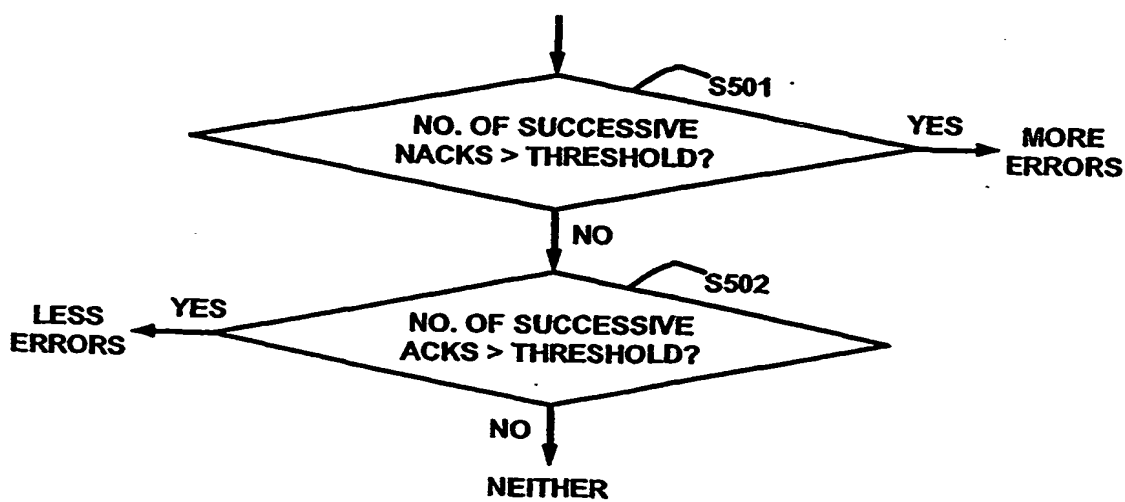 S501
NO. OF SUCCESSIVE
NACKS > THRESHOLD?
YES
MORE
ERRORS
NO
S502
LESS
ERRORS
YES
NO. OF SUCCESSIVE
ACKS > THRESHOLD?
NO
NEITHER